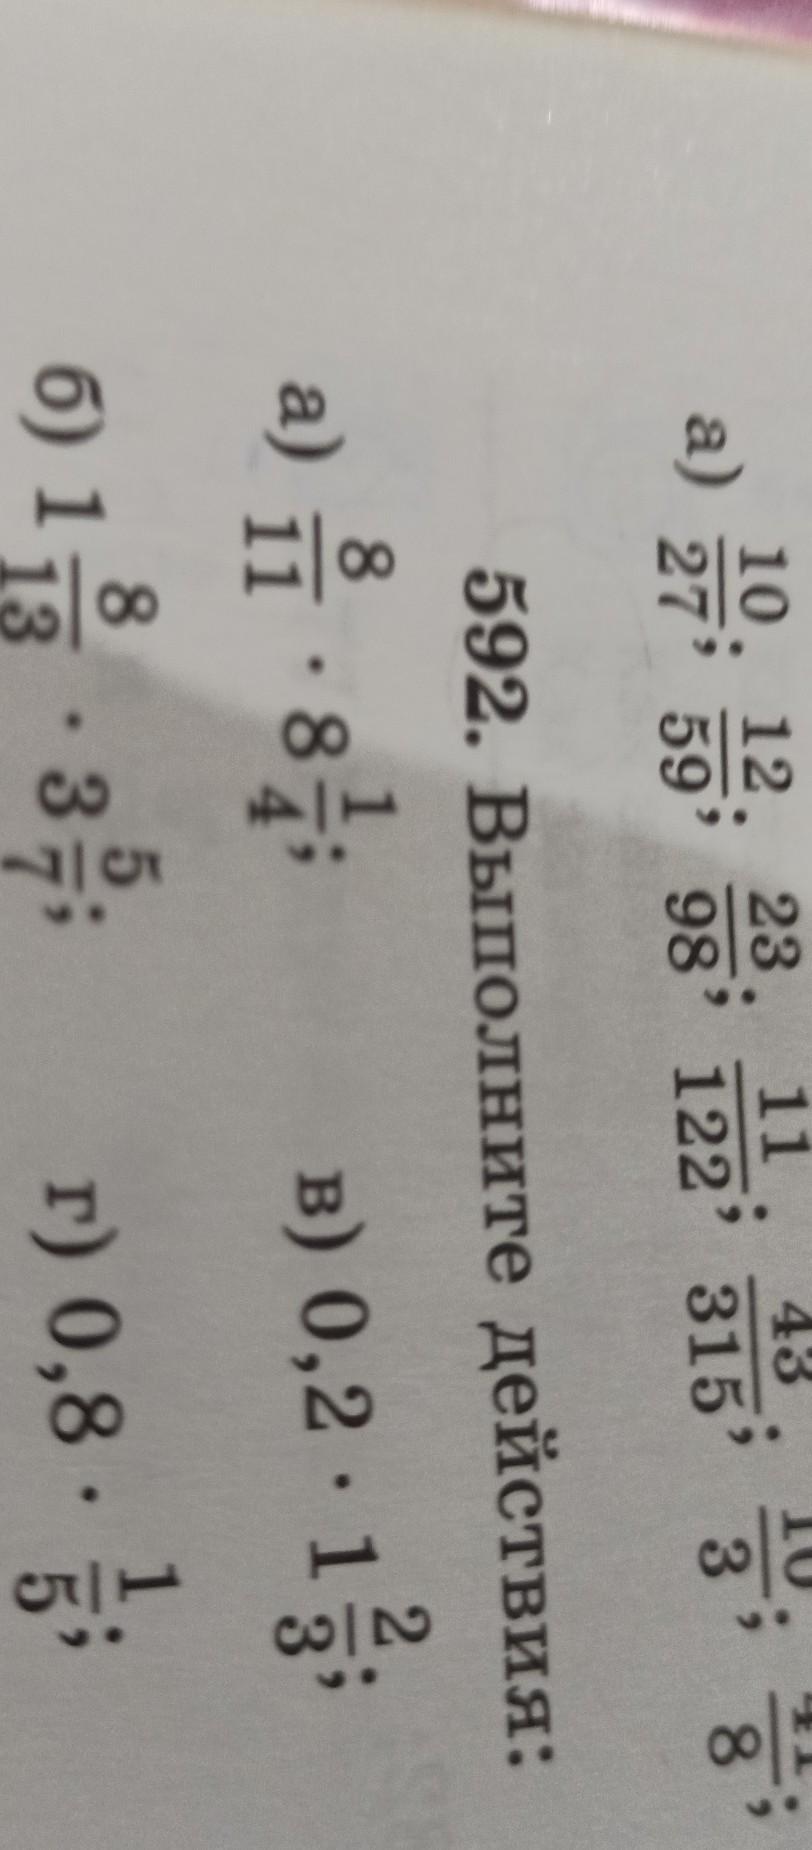 а) 10/27; 12/59; 23/98; 11/122; 43/315; 10/3; 41/8;
592. Выполните действия:
а) 8/11 · 8 1/4; в) 0,2 · 1 2/3;
б) 1 8/13 · 3 5/7; г) 0,8 · 1/5;